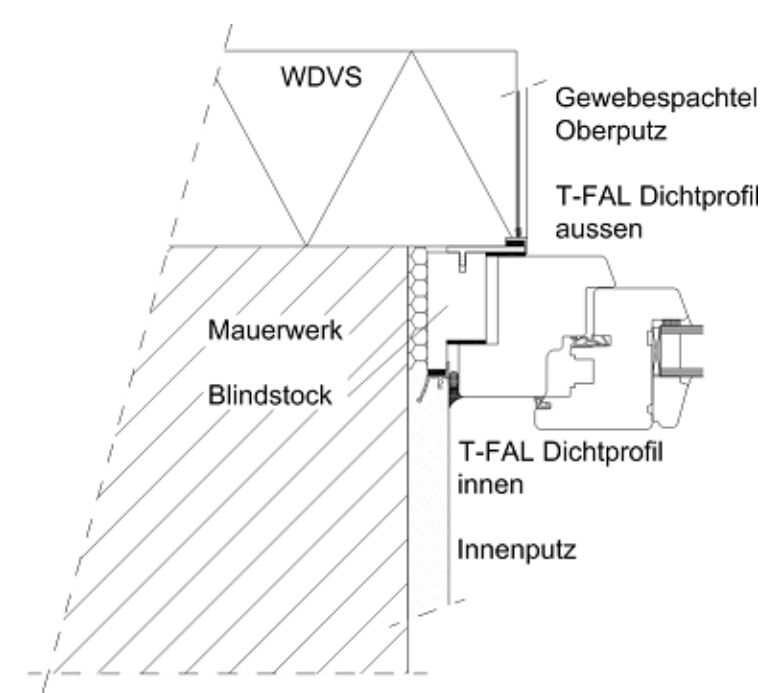 WDVS
Gewebespachtel
Oberputz
T-FAL Dichtprofil
aussen
Mauerwerk
Blindstock
T-FAL Dichtprofil
innen
Innenputz